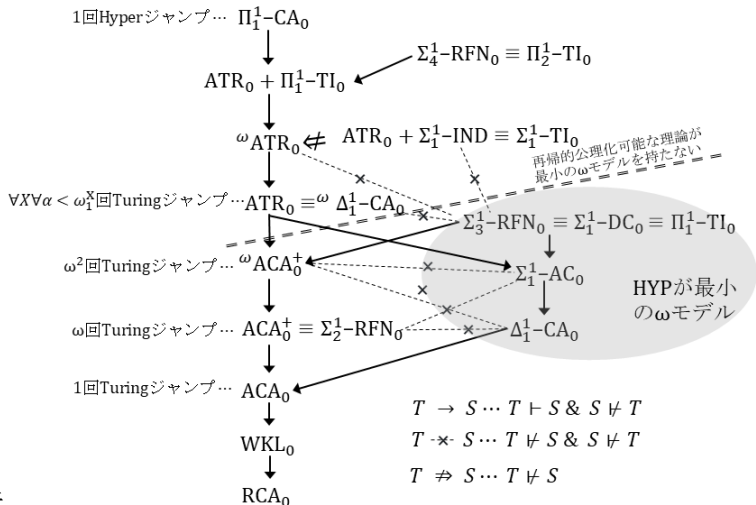 1回Hyperジャンプ⋯ Π₁¹−CA₀
Σ₄¹−RFN₀ ≡ Π₂¹−TI₀
ATR₀ + Π₁¹−TI₀
ᵚATR₀ ⇍ ATR₀ + Σ₁¹−IND ≡ Σ₁¹−TI₀
再帰的公理化可能な理論が
最小のωモデルを持たない
∀X∀α < ω₁ˣ回Turingジャンプ⋯ATR₀ ≡ᵚ Δ₁¹−CA₀
Σ₃¹−RFN₀ ≡ Σ₁¹−DC₀ ≡ Π₁¹−TI₀
ω²回Turingジャンプ⋯ ᵚACA₀⁺
Σ₁¹−AC₀
HYPが最小
のωモデル
ω回Turingジャンプ⋯ ACA₀⁺ ≡ Σ₂¹−RFN₀
Δ₁¹−CA₀
1回Turingジャンプ⋯ ACA₀
T → S ⋯ T ⊢ S & S ⊬ T
WKL₀
T -×- S ⋯ T ⊬ S & S ⊬ T
T ⇏ S ⋯ T ⊬ S
RCA₀